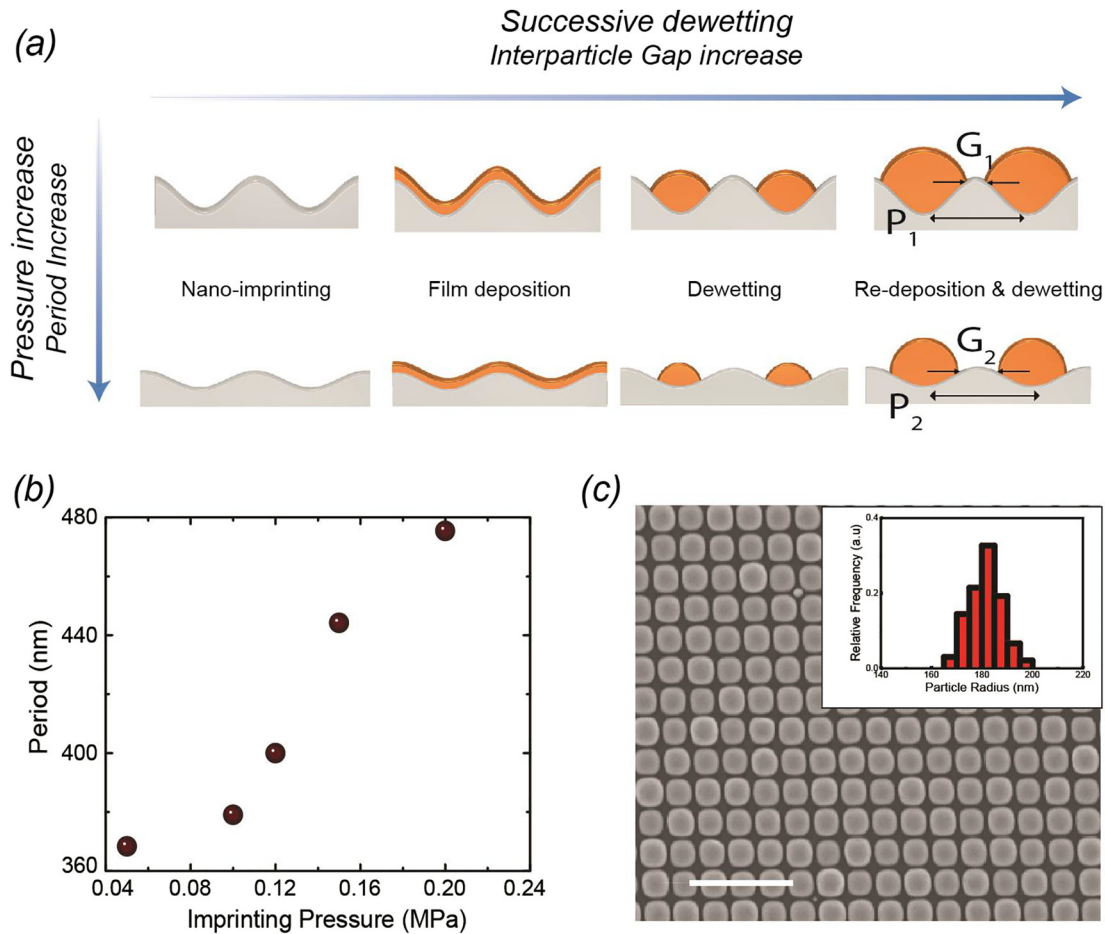 (a)
Successive dewetting
Interparticle Gap increase
Pressure increase
Period Increase
G1
P1
Nano-imprinting
Film deposition
Dewetting
Re-deposition & dewetting
G2
P2
(b)
480
440
400
360
Period (nm)
0.04
0.08
0.12
0.16
0.20
0.24
Imprinting Pressure (MPa)
(c)
0.4
0.2
0.0
Relative Frequency (a.u)
140
160
180
200
220
Particle Radius (nm)